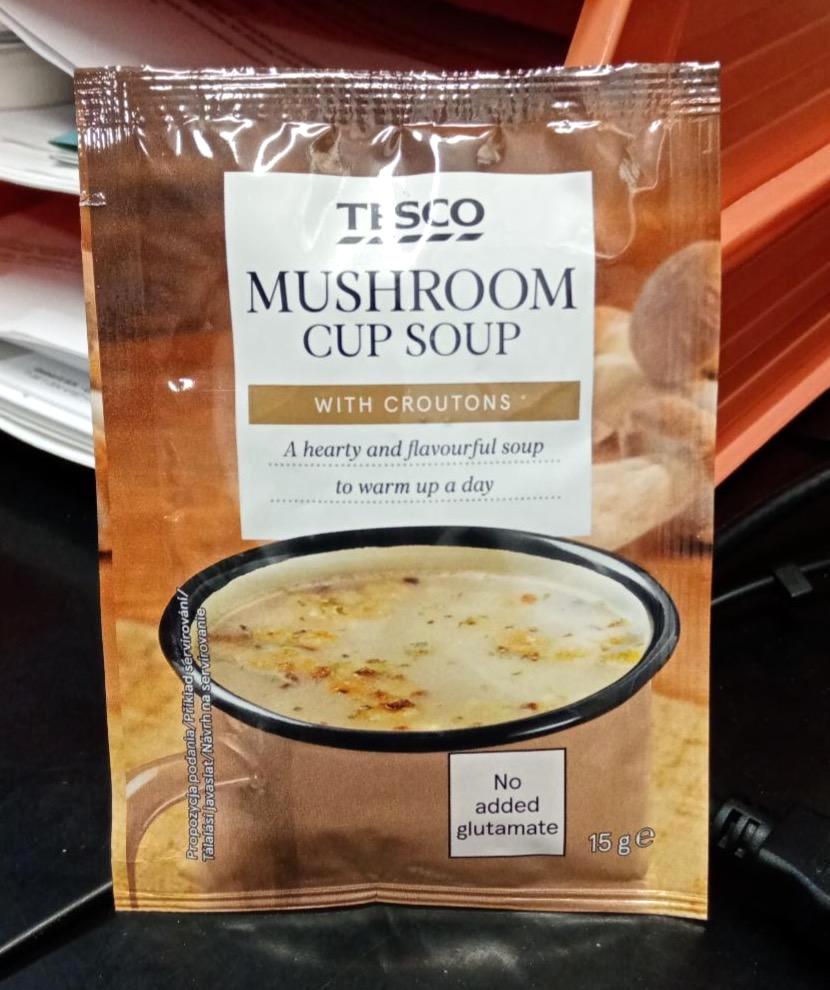 TESCO
MUSHROOM
CUP SOUP
WITH CROUTONS
A hearty and flavourful soup
to warm up a day
Propozycja podania/Příklad servírování/
Tálalási javaslat/Návrh na servírovanie
No
added
glutamate
15 g ℮